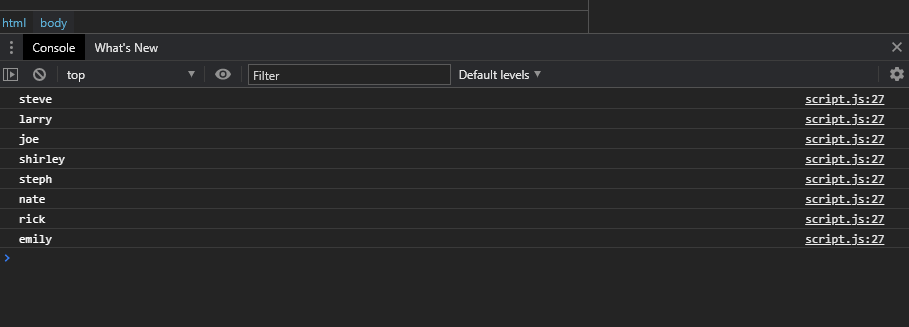 html body
Console What's New
top Filter Default levels
steve script.js:27
larry script.js:27
joe script.js:27
shirley script.js:27
steph script.js:27
nate script.js:27
rick script.js:27
emily script.js:27